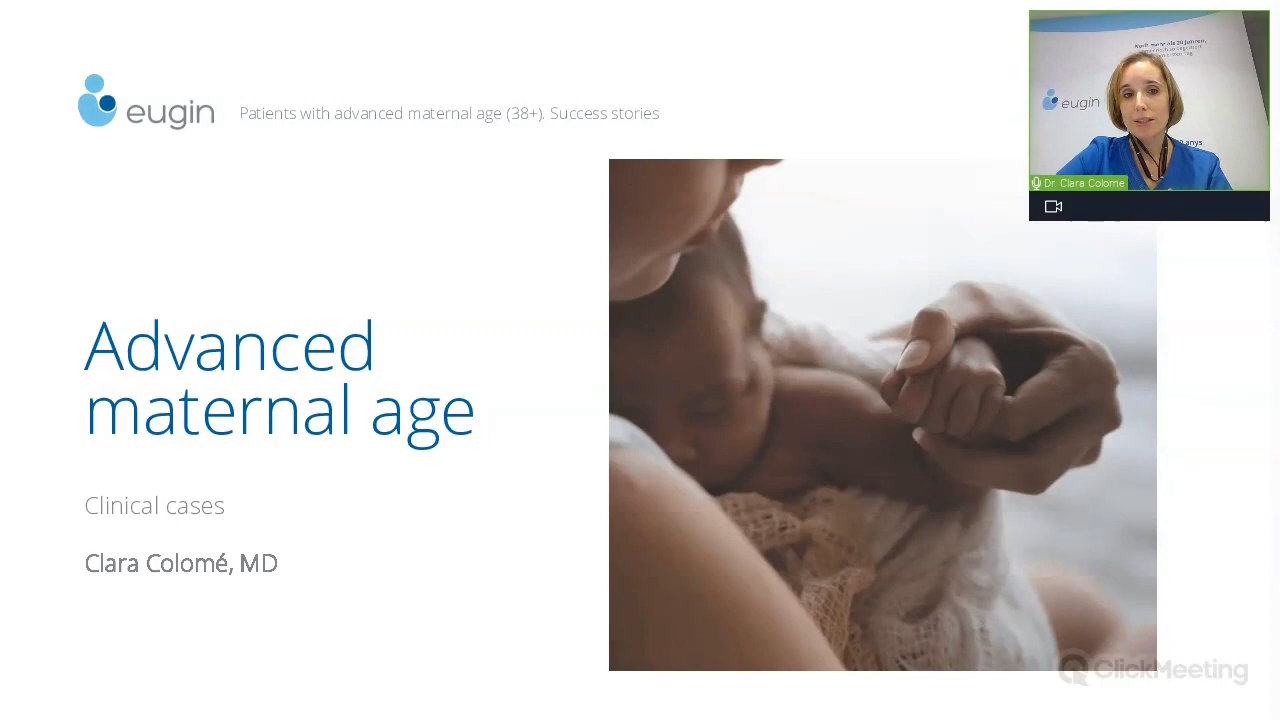 eugin
Patients with advanced maternal age (38+). Success stories
Advanced
maternal age
Clinical cases
Clara Colomé, MD
eugin
Dr. Clara Colome
ClickMeeting